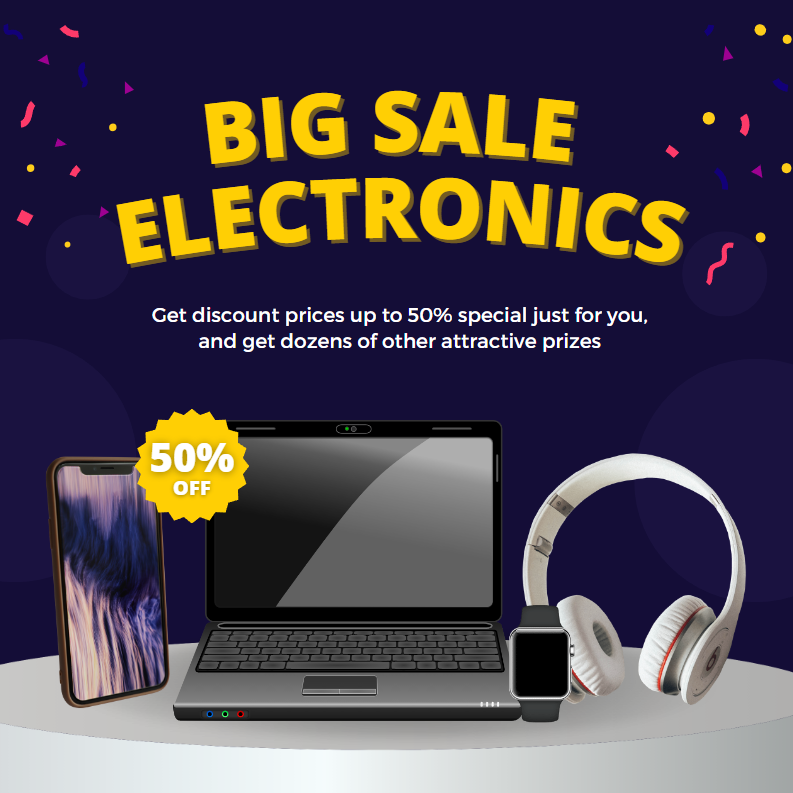 BIG SALE
ELECTRONICS
Get discount prices up to 50% special just for you,
and get dozens of other attractive prizes
50%
OFF